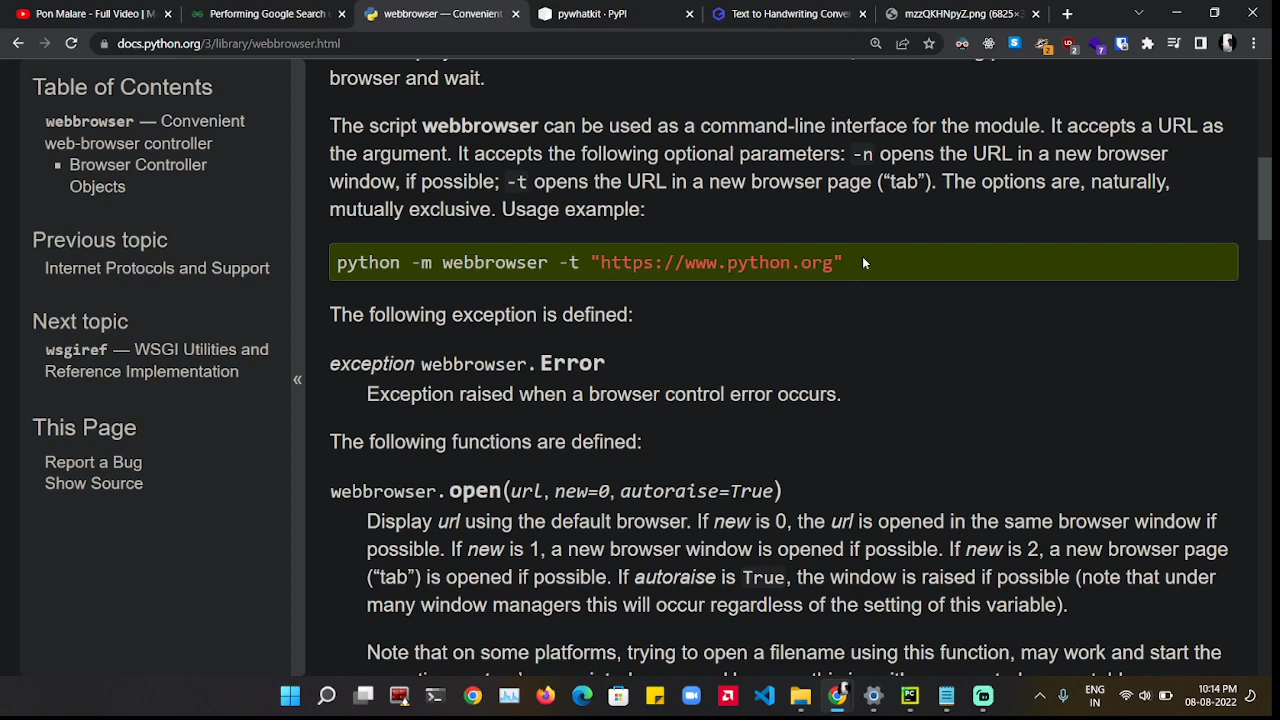 Pon Malare - Full Video | M
Performing Google Search
webbrowser — Convenient
pywhatkit · PyPI
Text to Handwriting Conver
mzzQKHNpyZ.png (6825×3
docs.python.org/3/library/webbrowser.html
Table of Contents
webbrowser — Convenient
web-browser controller
Browser Controller
Objects
Previous topic
Internet Protocols and Support
Next topic
wsgiref — WSGI Utilities and
Reference Implementation
This Page
Report a Bug
Show Source
«
browser and wait.
The script webbrowser can be used as a command-line interface for the module. It accepts a URL as
the argument. It accepts the following optional parameters: -n opens the URL in a new browser
window, if possible; -t opens the URL in a new browser page (“tab”). The options are, naturally,
mutually exclusive. Usage example:
python -m webbrowser -t "https://www.python.org"
The following exception is defined:
exception webbrowser.Error
Exception raised when a browser control error occurs.
The following functions are defined:
webbrowser.open(url, new=0, autoraise=True)
Display url using the default browser. If new is 0, the url is opened in the same browser window if
possible. If new is 1, a new browser window is opened if possible. If new is 2, a new browser page
(“tab”) is opened if possible. If autoraise is True, the window is raised if possible (note that under
many window managers this will occur regardless of the setting of this variable).
Note that on some platforms, trying to open a filename using this function, may work and start the
ENG
IN
10:14 PM
08-08-2022